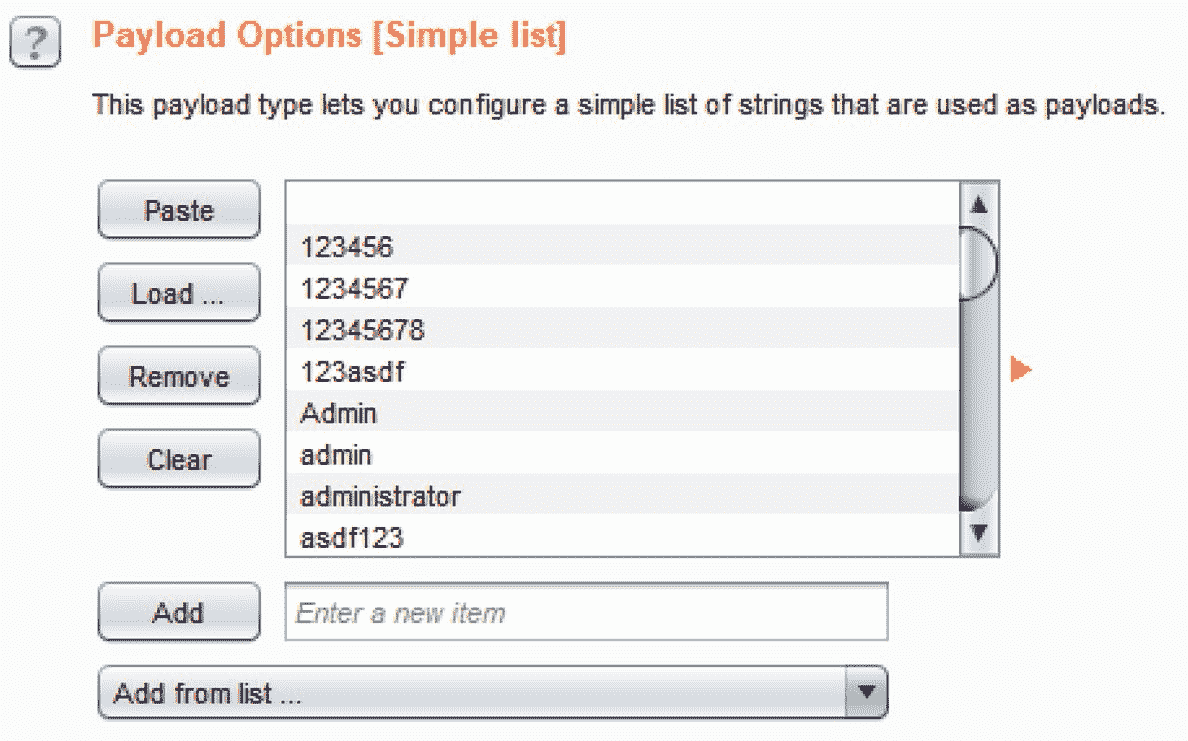 ?
Payload Options [Simple list]
This payload type lets you configure a simple list of strings that are used as payloads.
Paste
Load ...
Remove
Clear
123456
1234567
12345678
123asdf
Admin
admin
administrator
asdf123
Add
Enter a new item
Add from list ...